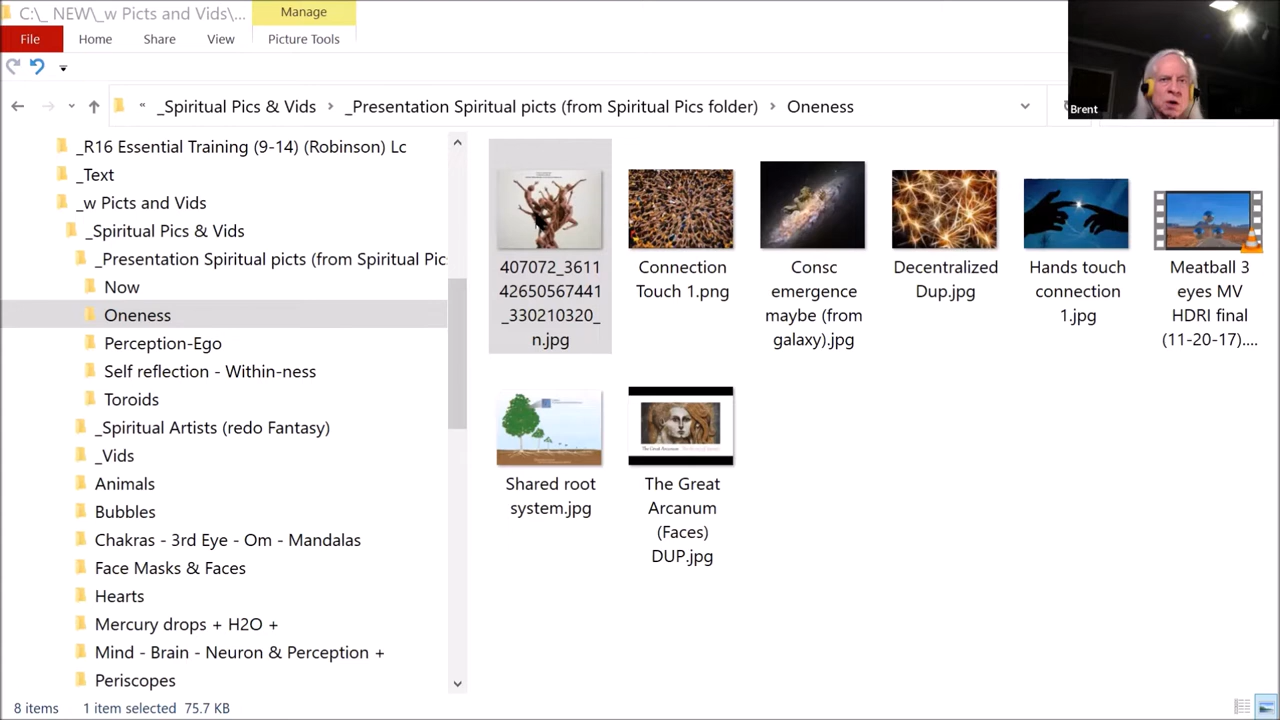 C:\_ NEW\_w Picts and Vids\...
Manage
File
Home
Share
View
Picture Tools
« _Spiritual Pics & Vids > _Presentation Spiritual picts (from Spiritual Pics folder) > Oneness
Brent
_R16 Essential Training (9-14) (Robinson) Lc
_Text
_w Picts and Vids
_Spiritual Pics & Vids
_Presentation Spiritual picts (from Spiritual Pic
Now
Oneness
Perception-Ego
Self reflection - Within-ness
Toroids
_Spiritual Artists (redo Fantasy)
_Vids
Animals
Bubbles
Chakras - 3rd Eye - Om - Mandalas
Face Masks & Faces
Hearts
Mercury drops + H2O +
Mind - Brain - Neuron & Perception +
Periscopes
407072_3611
42650567441
_330210320_
n.jpg
Connection
Touch 1.png
Consc
emergence
maybe (from
galaxy).jpg
Decentralized
Dup.jpg
Hands touch
connection
1.jpg
Meatball 3
eyes MV
HDRI final
(11-20-17)....
Shared root
system.jpg
The Great
Arcanum
(Faces)
DUP.jpg
8 items
1 item selected 75.7 KB